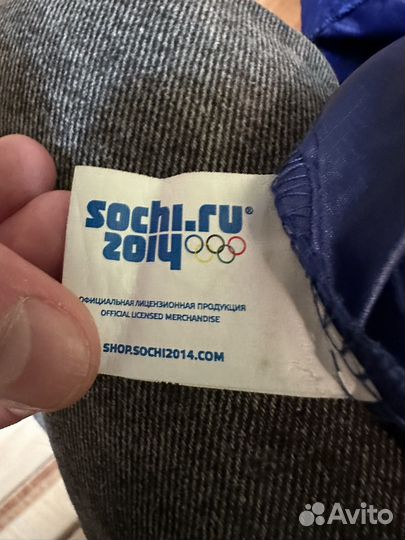 sochi.ru®
2014
ОФИЦИАЛЬНАЯ ЛИЦЕНЗИОННАЯ ПРОДУКЦИЯ
OFFICIAL LICENSED MERCHANDISE
SHOP.SOCHI2014.COM
Avito